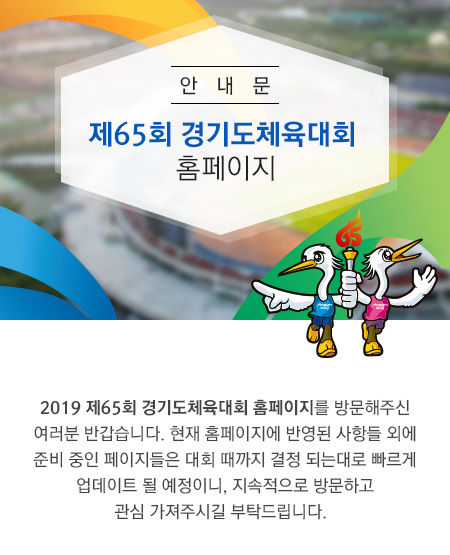 안 내 문
제65회 경기도체육대회
홈페이지
65
2019 제65회 경기도체육대회 홈페이지를 방문해주신
여러분 반갑습니다. 현재 홈페이지에 반영된 사항들 외에
준비 중인 페이지들은 대회 때까지 결정 되는대로 빠르게
업데이트 될 예정이니, 지속적으로 방문하고
관심 가져주시길 부탁드립니다.